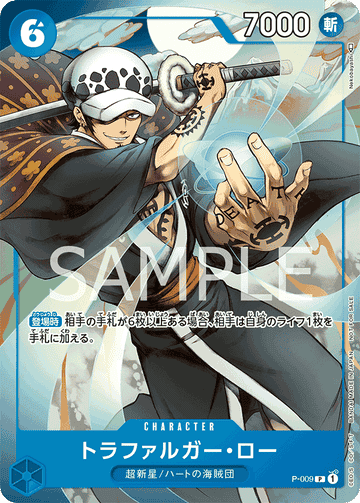 6
7000
斬
Nekobayashi
DEATH
SAMPLE
登場時 相手の手札が6枚以上ある場合、相手は自身のライフ1枚を
手札に加える。
CHARACTER
トラファルガー・ロー
超新星/ハートの海賊団
P-009 P 1